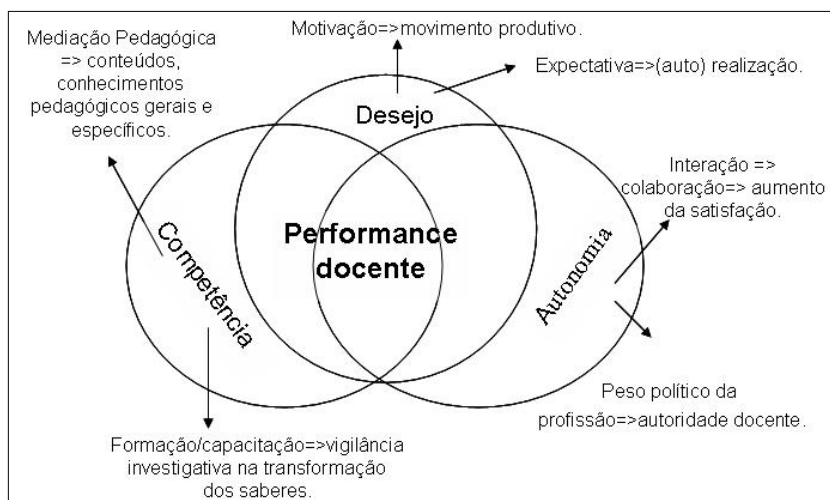 Mediação Pedagógica
=> conteúdos,
conhecimentos
pedagógicos gerais e
específicos.
Motivação=>movimento produtivo.
Expectativa=>(auto) realização.
Desejo
Interação =>
colaboração=> aumento
da satisfação.
Performance
docente
Competência
Autonomia
Peso político da
profissão=>autoridade docente.
Formação/capacitação=>vigilância
investigativa na transformação
dos saberes.